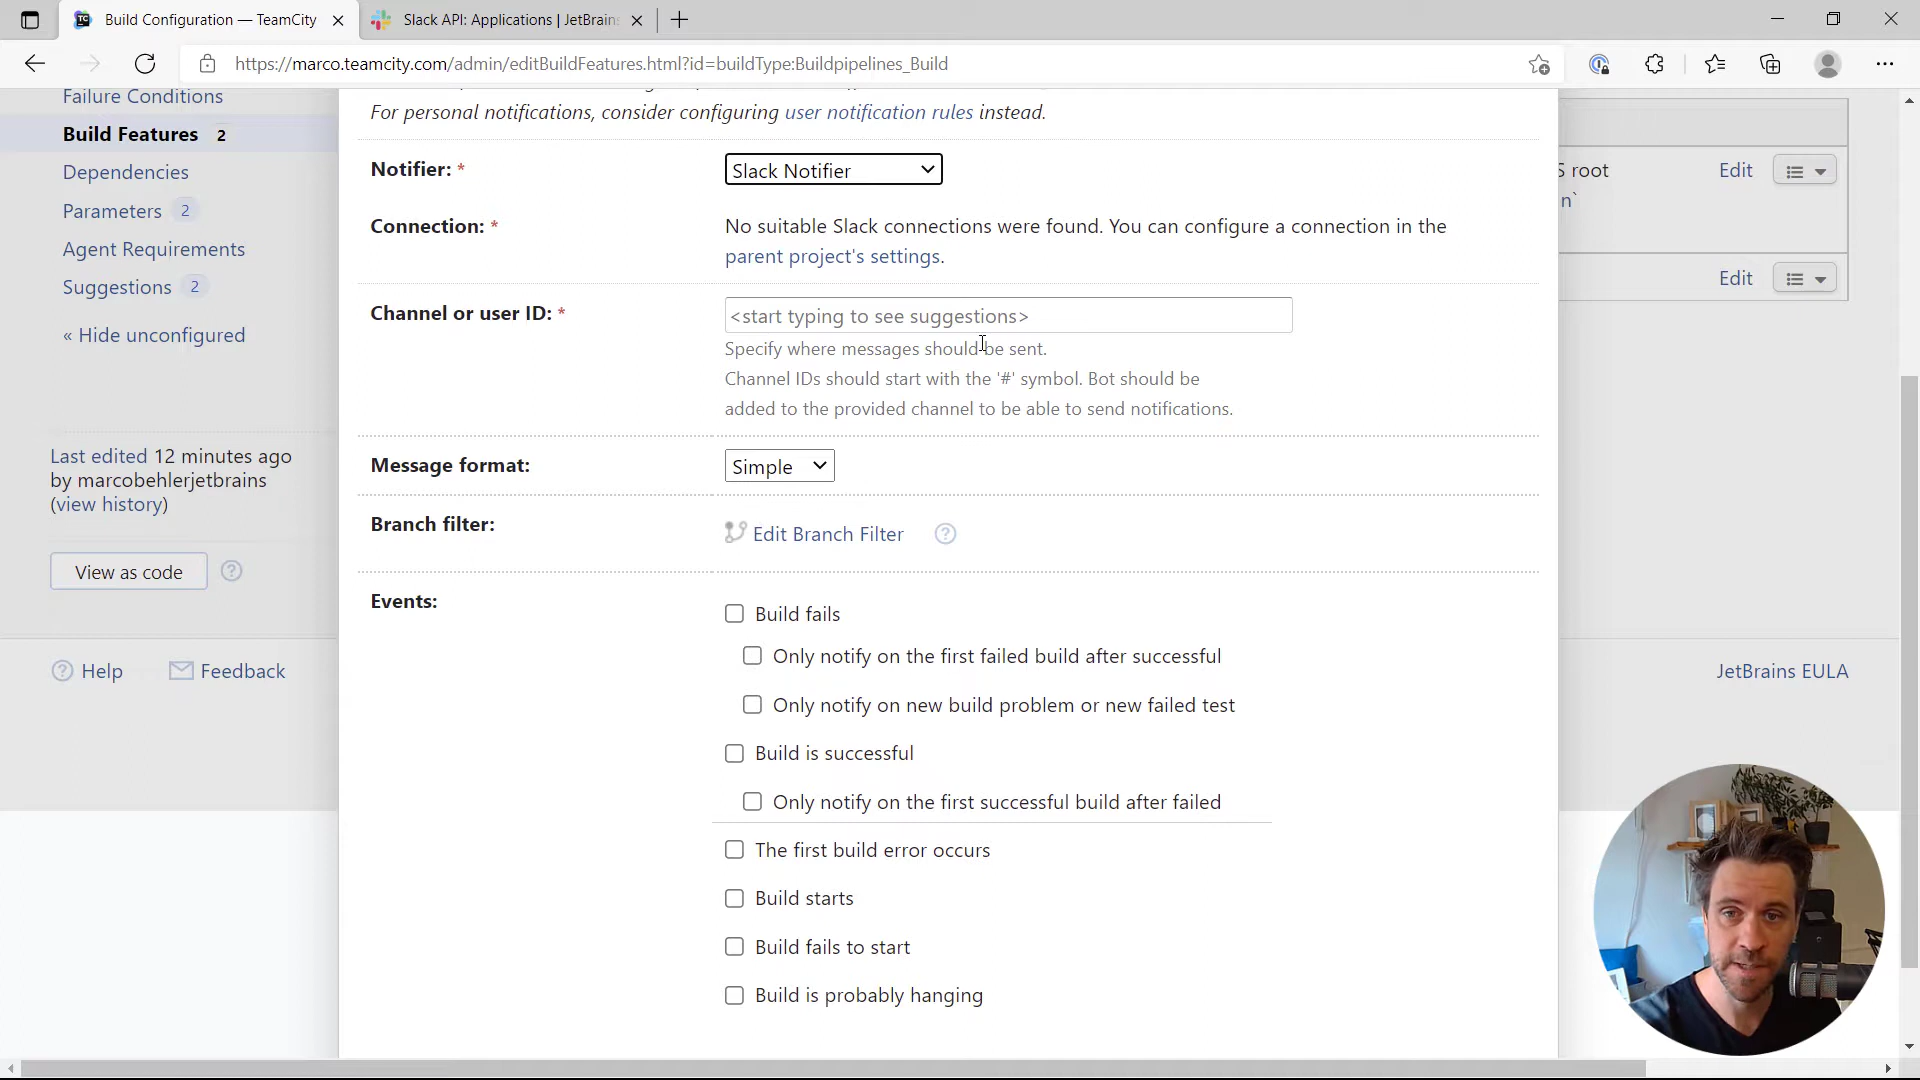 Build Configuration — TeamCity
Slack API: Applications | JetBrain
https://marco.teamcity.com/admin/editBuildFeatures.html?id=buildType:Buildpipelines_Build
Failure Conditions
Build Features 2
Dependencies
Parameters 2
Agent Requirements
Suggestions 2
« Hide unconfigured
Last edited 12 minutes ago
by marcobehlerjetbrains
(view history)
View as code
Help
Feedback
For personal notifications, consider configuring user notification rules instead.
Notifier: *
Slack Notifier
Connection: *
No suitable Slack connections were found. You can configure a connection in the
parent project's settings.
Channel or user ID: *
<start typing to see suggestions>
Specify where messages should be sent.
Channel IDs should start with the '#' symbol. Bot should be
added to the provided channel to be able to send notifications.
Message format:
Simple
Branch filter:
Edit Branch Filter
Events:
Build fails
Only notify on the first failed build after successful
Only notify on new build problem or new failed test
Build is successful
Only notify on the first successful build after failed
The first build error occurs
Build starts
Build fails to start
Build is probably hanging
S root
n`
Edit
Edit
JetBrains EULA